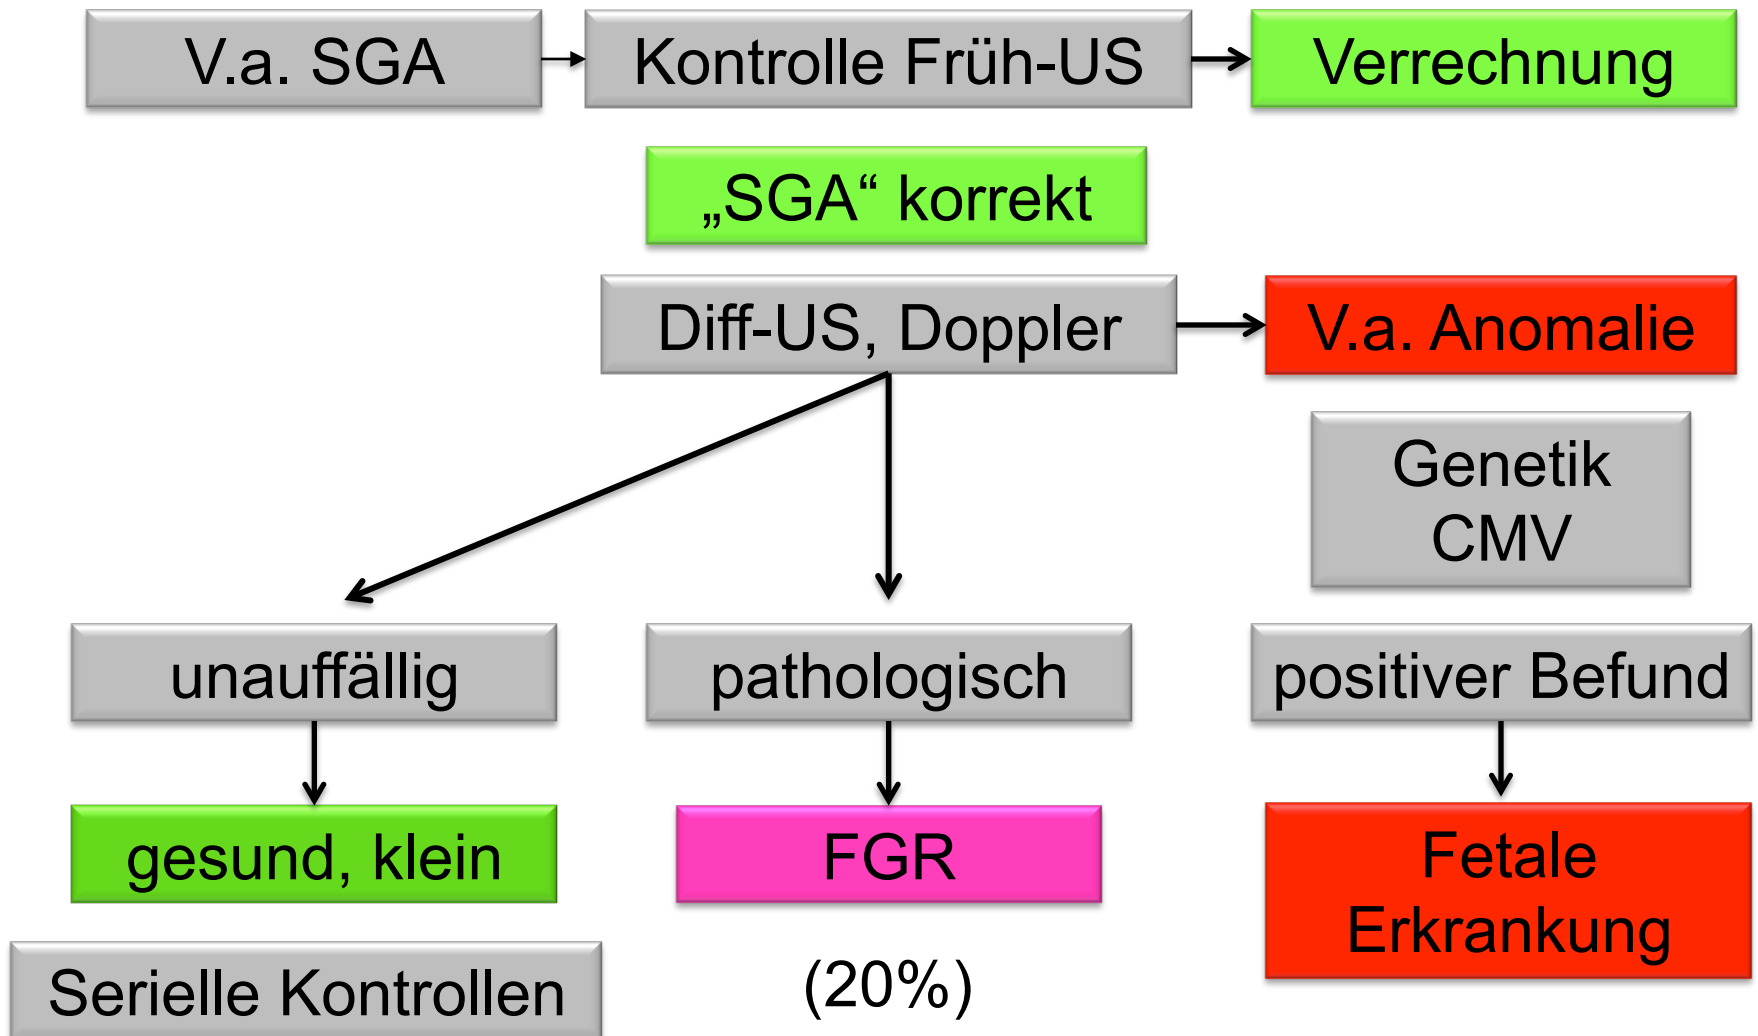 V.a. SGA
Kontrolle Früh-US
Verrechnung
„SGA“ korrekt
Diff-US, Doppler
V.a. Anomalie
Genetik
CMV
unauffällig
pathologisch
positiver Befund
gesund, klein
FGR
Fetale
Erkrankung
Serielle Kontrollen
(20%)